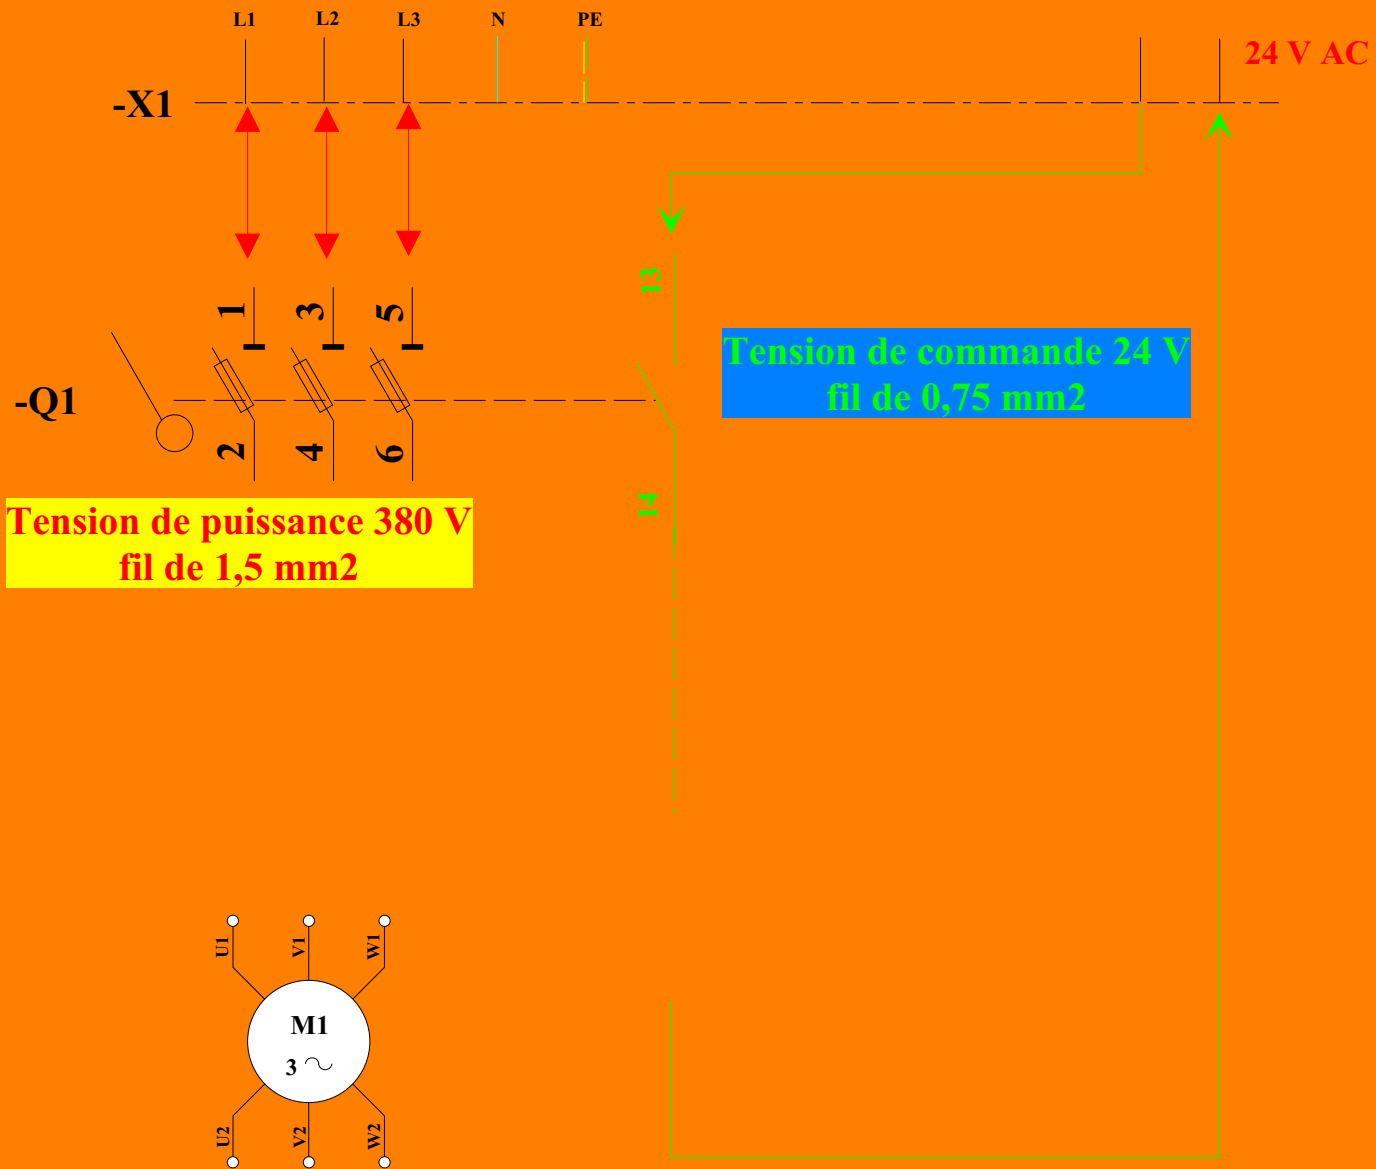 L1 L2 L3 N PE
24 V AC
-X1
13
1 3 5
Tension de commande 24 V
fil de 0,75 mm2
-Q1
2 4 6
14
Tension de puissance 380 V
fil de 1,5 mm2
U1 V1 W1
M1
3
U2 V2 W2